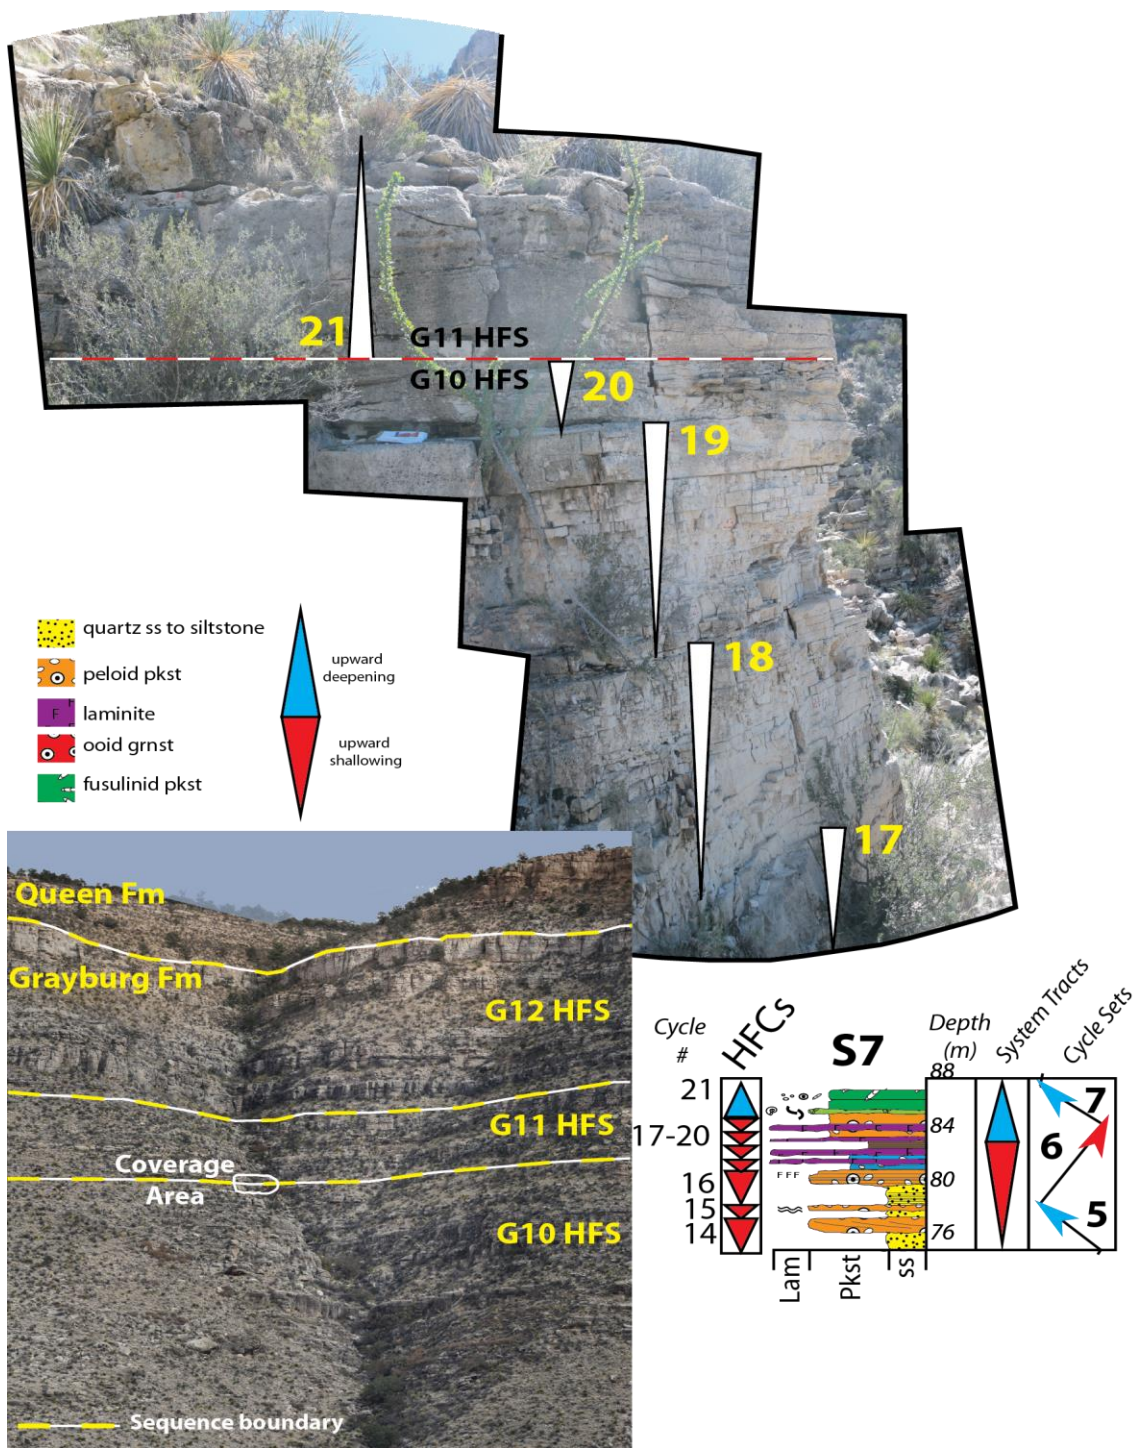 21
G11 HFS
G10 HFS
20
19
18
17
quartz ss to siltstone
peloid pkst
F
laminite
ooid grnst
fusulinid pkst
upward
deepening
upward
shallowing
Queen Fm
Grayburg Fm
G12 HFS
G11 HFS
Coverage
Area
G10 HFS
Sequence boundary
Cycle
#
HFCs
S7
Depth
(m)
System Tracts
Cycle Sets
88
21
7
84
17-20
6
80
16
F F F
15
5
14
76
Lam
Pkst
ss